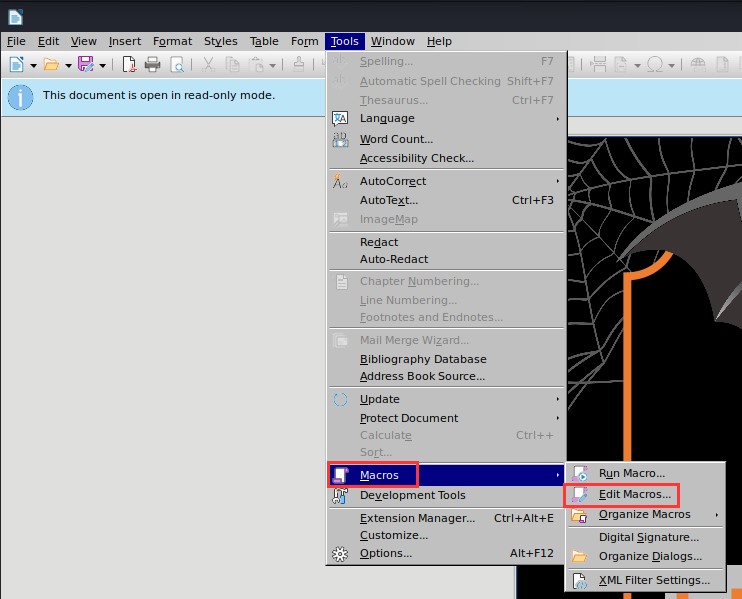 File Edit View Insert Format Styles Table Form Tools Window Help
This document is open in read-only mode.
Spelling... F7
Automatic Spell Checking Shift+F7
Thesaurus... Ctrl+F7
Language
Word Count...
Accessibility Check...
AutoCorrect
AutoText... Ctrl+F3
ImageMap
Redact
Auto-Redact
Chapter Numbering...
Line Numbering...
Footnotes and Endnotes...
Mail Merge Wizard...
Bibliography Database
Address Book Source...
Update
Protect Document
Calculate Ctrl++
Sort...
Macros
Development Tools
Extension Manager... Ctrl+Alt+E
Customize...
Options... Alt+F12
Run Macro...
Edit Macros...
Organize Macros
Digital Signature...
Organize Dialogs...
XML Filter Settings...